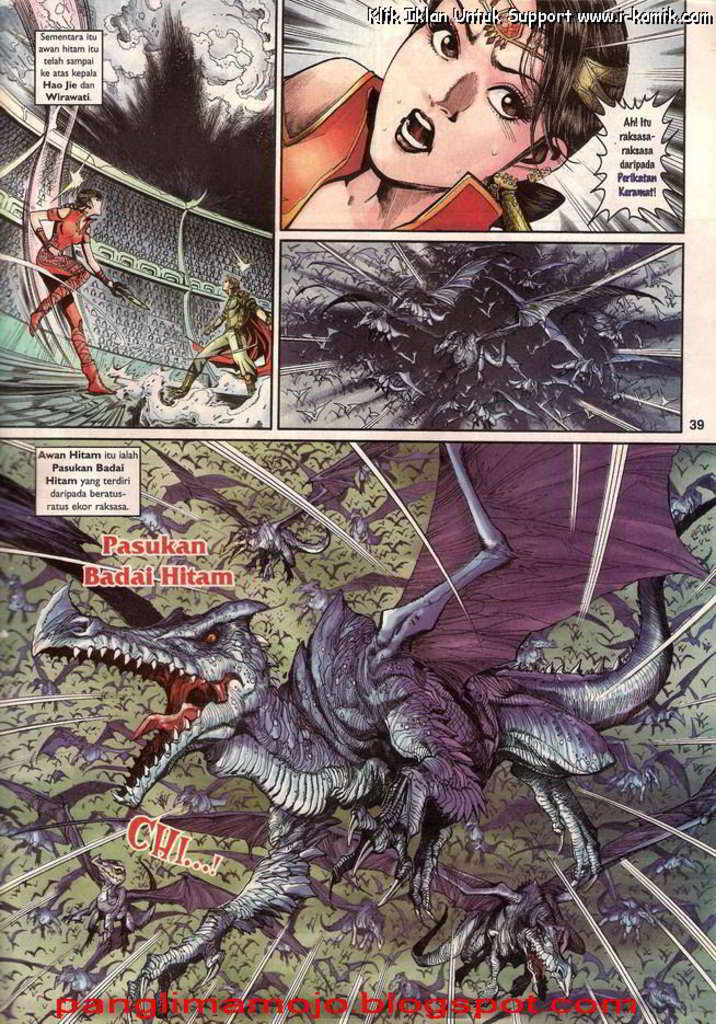 Klik Iklan Untuk Support www.i-komik.com
Sementara itu
awan hitam itu
telah sampai
ke atas kepala
Hao Jie dan
Wirawati.
Ah! Itu
raksasa-
raksasa
daripada
Perikatan
Keramat!
39
Awan Hitam itu ialah
Pasukan Badai
Hitam yang terdiri
daripada beratus-
ratus ekor raksasa.
Pasukan
Badai Hitam
CHI...!
panglimamojo.blogspot.com